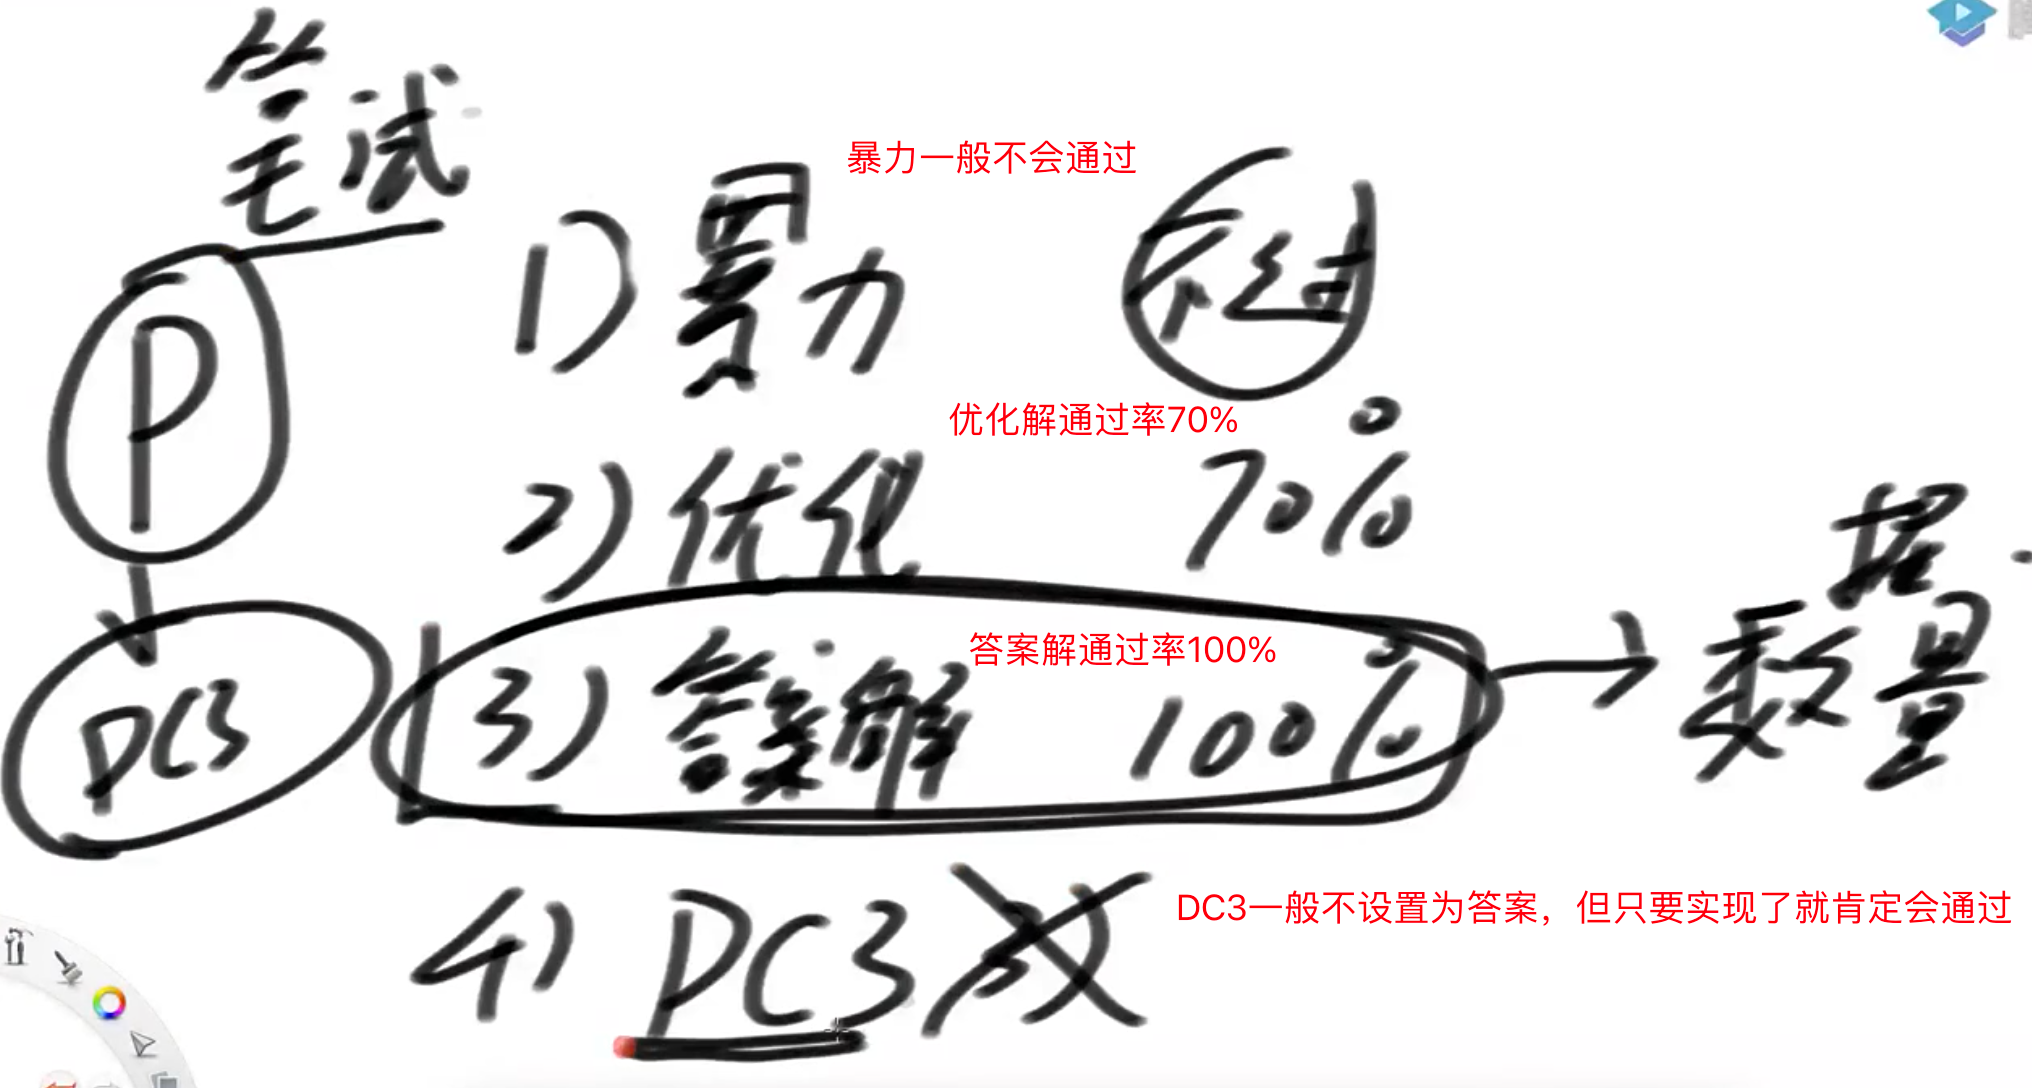 笔试
暴力一般不会通过
1) 暴力 不过
P
优化解通过率70%
2) 优化 70%
答案解通过率100%
3) 答案解 100%
数据量
DC3
DC3一般不设置为答案，但只要实现了就肯定会通过
4) DC3